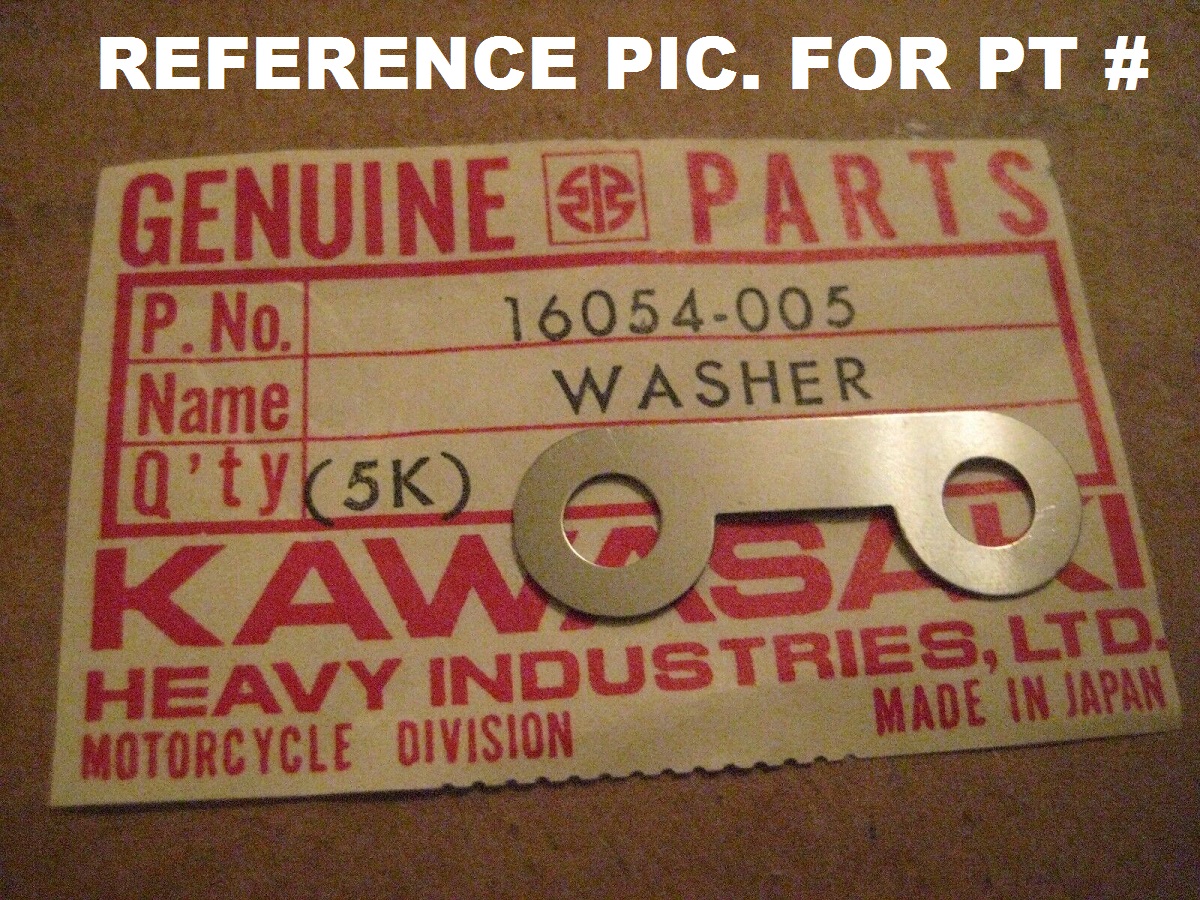 REFERENCE PIC. FOR PT #
GENUINE PARTS
P. No. 16054-005
Name WASHER
Q'ty (5K)
KAWASAKI
HEAVY INDUSTRIES, LTD.
MOTORCYCLE DIVISION MADE IN JAPAN